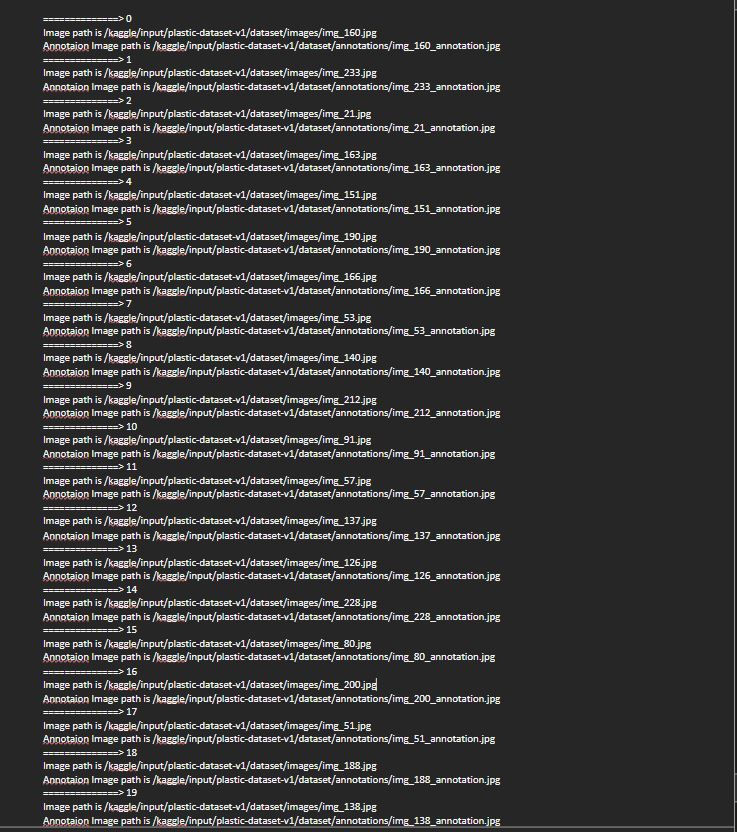 ==============> 0
Image path is /kaggle/input/plastic-dataset-v1/dataset/images/img_160.jpg
Annotaion Image path is /kaggle/input/plastic-dataset-v1/dataset/annotations/img_160_annotation.jpg
==============> 1
Image path is /kaggle/input/plastic-dataset-v1/dataset/images/img_233.jpg
Annotaion Image path is /kaggle/input/plastic-dataset-v1/dataset/annotations/img_233_annotation.jpg
==============> 2
Image path is /kaggle/input/plastic-dataset-v1/dataset/images/img_21.jpg
Annotaion Image path is /kaggle/input/plastic-dataset-v1/dataset/annotations/img_21_annotation.jpg
==============> 3
Image path is /kaggle/input/plastic-dataset-v1/dataset/images/img_163.jpg
Annotaion Image path is /kaggle/input/plastic-dataset-v1/dataset/annotations/img_163_annotation.jpg
==============> 4
Image path is /kaggle/input/plastic-dataset-v1/dataset/images/img_151.jpg
Annotaion Image path is /kaggle/input/plastic-dataset-v1/dataset/annotations/img_151_annotation.jpg
==============> 5
Image path is /kaggle/input/plastic-dataset-v1/dataset/images/img_190.jpg
Annotaion Image path is /kaggle/input/plastic-dataset-v1/dataset/annotations/img_190_annotation.jpg
==============> 6
Image path is /kaggle/input/plastic-dataset-v1/dataset/images/img_166.jpg
Annotaion Image path is /kaggle/input/plastic-dataset-v1/dataset/annotations/img_166_annotation.jpg
==============> 7
Image path is /kaggle/input/plastic-dataset-v1/dataset/images/img_53.jpg
Annotaion Image path is /kaggle/input/plastic-dataset-v1/dataset/annotations/img_53_annotation.jpg
==============> 8
Image path is /kaggle/input/plastic-dataset-v1/dataset/images/img_140.jpg
Annotaion Image path is /kaggle/input/plastic-dataset-v1/dataset/annotations/img_140_annotation.jpg
==============> 9
Image path is /kaggle/input/plastic-dataset-v1/dataset/images/img_212.jpg
Annotaion Image path is /kaggle/input/plastic-dataset-v1/dataset/annotations/img_212_annotation.jpg
==============> 10
Image path is /kaggle/input/plastic-dataset-v1/dataset/images/img_91.jpg
Annotaion Image path is /kaggle/input/plastic-dataset-v1/dataset/annotations/img_91_annotation.jpg
==============> 11
Image path is /kaggle/input/plastic-dataset-v1/dataset/images/img_57.jpg
Annotaion Image path is /kaggle/input/plastic-dataset-v1/dataset/annotations/img_57_annotation.jpg
==============> 12
Image path is /kaggle/input/plastic-dataset-v1/dataset/images/img_137.jpg
Annotaion Image path is /kaggle/input/plastic-dataset-v1/dataset/annotations/img_137_annotation.jpg
==============> 13
Image path is /kaggle/input/plastic-dataset-v1/dataset/images/img_126.jpg
Annotaion Image path is /kaggle/input/plastic-dataset-v1/dataset/annotations/img_126_annotation.jpg
==============> 14
Image path is /kaggle/input/plastic-dataset-v1/dataset/images/img_228.jpg
Annotaion Image path is /kaggle/input/plastic-dataset-v1/dataset/annotations/img_228_annotation.jpg
==============> 15
Image path is /kaggle/input/plastic-dataset-v1/dataset/images/img_80.jpg
Annotaion Image path is /kaggle/input/plastic-dataset-v1/dataset/annotations/img_80_annotation.jpg
==============> 16
Image path is /kaggle/input/plastic-dataset-v1/dataset/images/img_200.jpg
Annotaion Image path is /kaggle/input/plastic-dataset-v1/dataset/annotations/img_200_annotation.jpg
==============> 17
Image path is /kaggle/input/plastic-dataset-v1/dataset/images/img_51.jpg
Annotaion Image path is /kaggle/input/plastic-dataset-v1/dataset/annotations/img_51_annotation.jpg
==============> 18
Image path is /kaggle/input/plastic-dataset-v1/dataset/images/img_188.jpg
Annotaion Image path is /kaggle/input/plastic-dataset-v1/dataset/annotations/img_188_annotation.jpg
==============> 19
Image path is /kaggle/input/plastic-dataset-v1/dataset/images/img_138.jpg
Annotaion Image path is /kaggle/input/plastic-dataset-v1/dataset/annotations/img_138_annotation.jpg